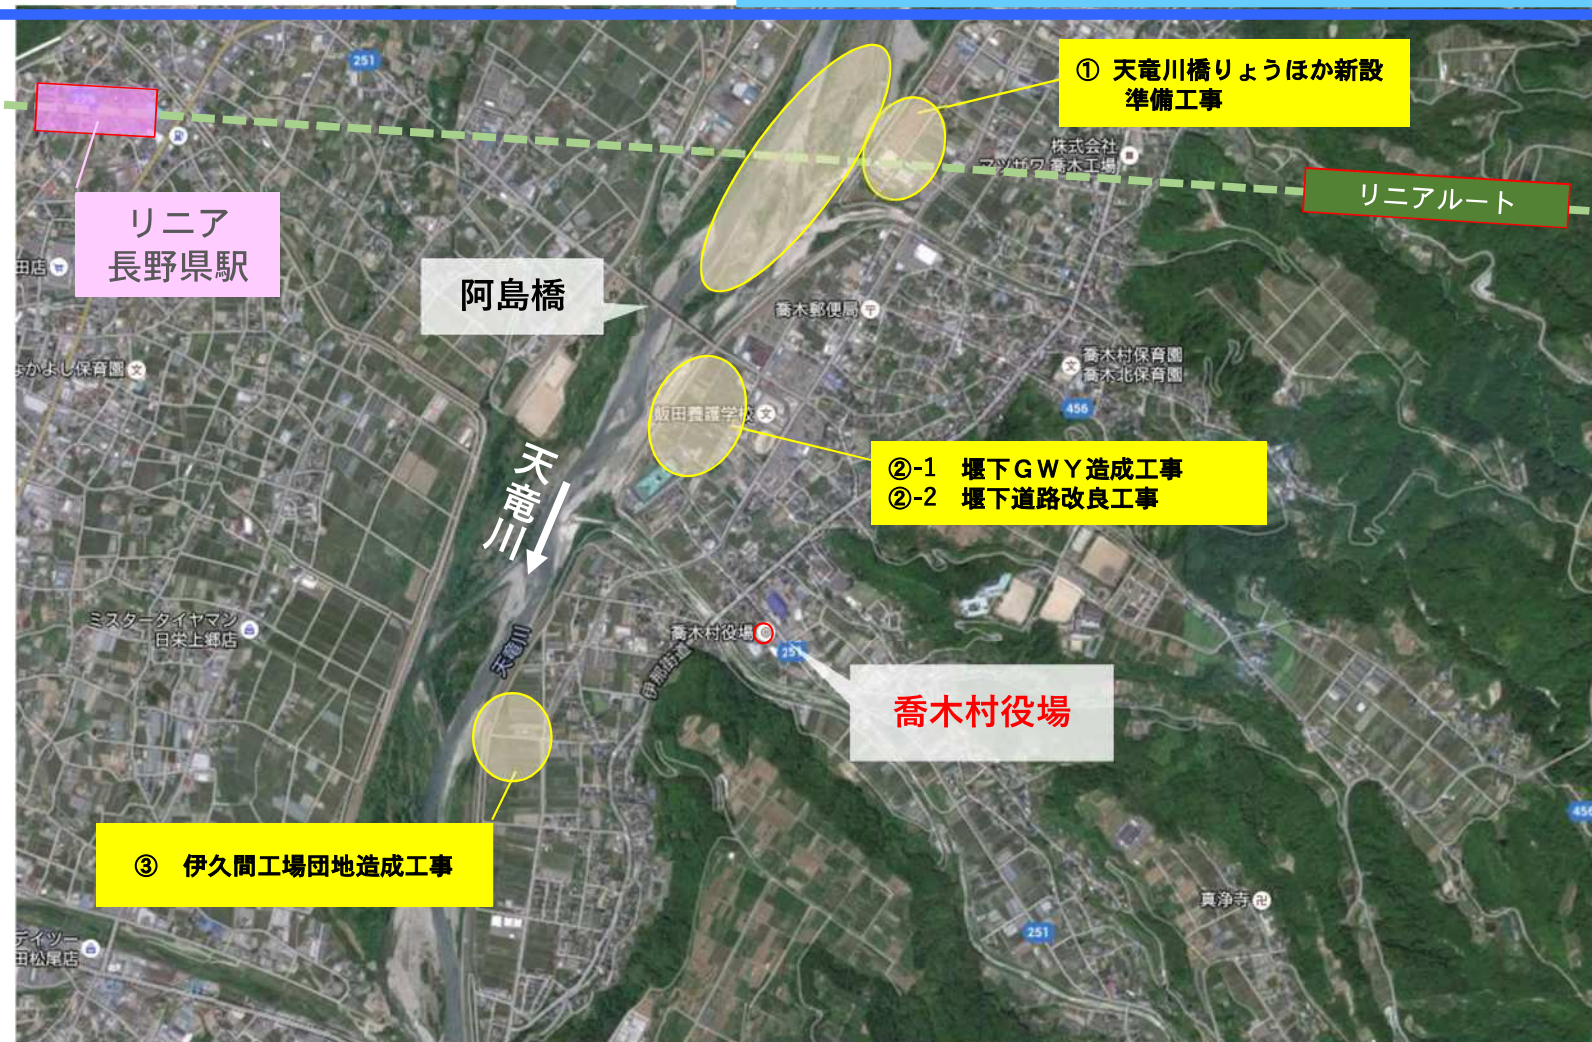 251
① 天竜川橋りょうほか新設
準備工事
株式会社
マツザワ 喬木工場
リニアルート
リニア
長野県駅
田店
阿島橋
喬木郵便局
なかよし保育園
喬木村保育園
喬木北保育園
456
飯田養護学校
②-1 堰下GWY造成工事
②-2 堰下道路改良工事
天竜川
ミスタータイヤマン
日栄上郷店
天竜川
喬木村役場
251
伊那街道
喬木村役場
456
③ 伊久間工場団地造成工事
真浄寺
251
デイツー
田松尾店